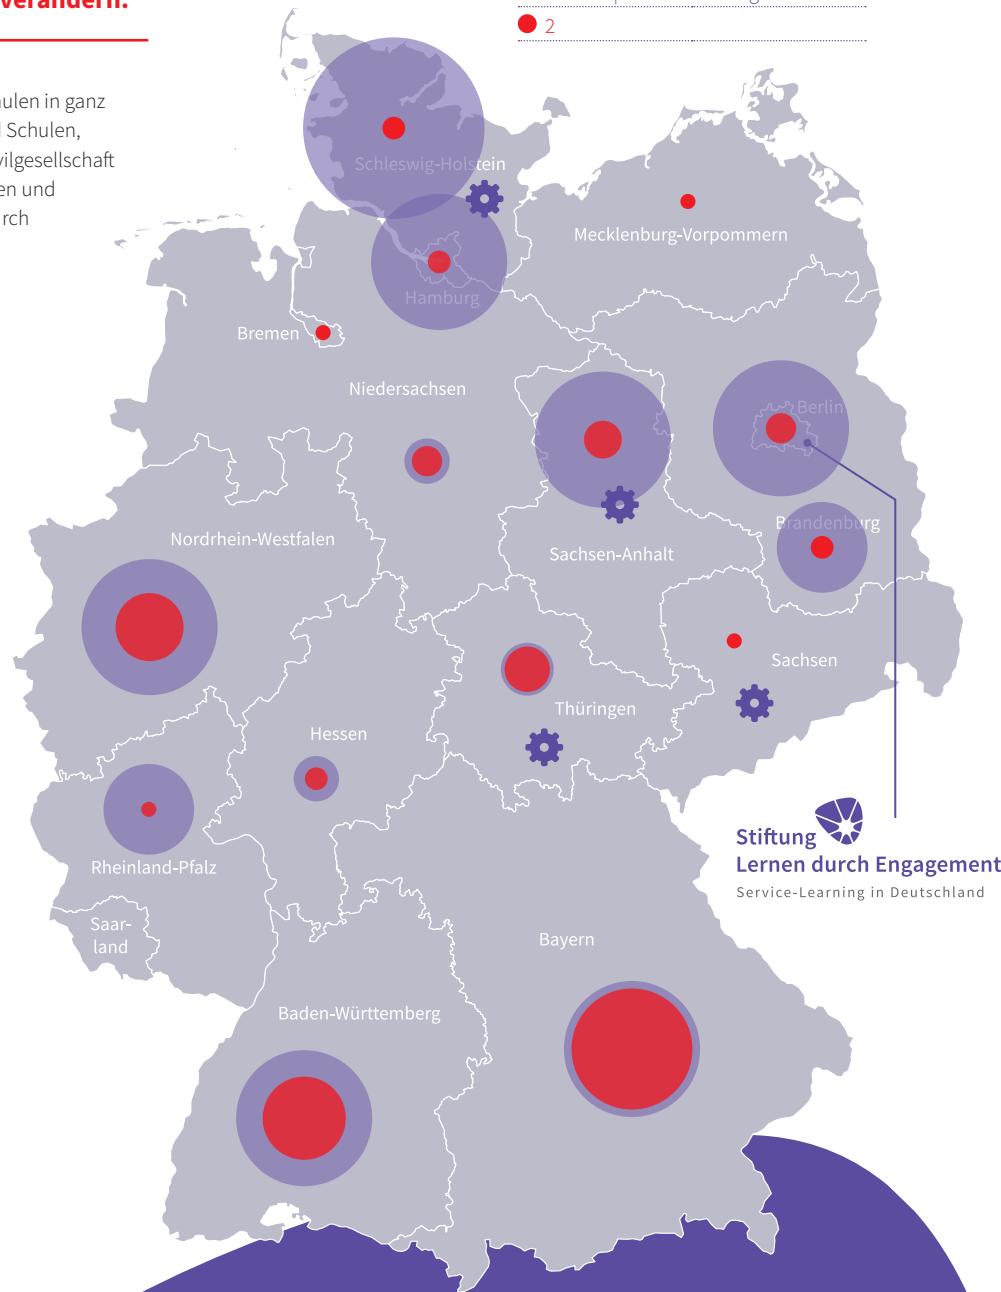 verändern.
2
ulen in ganz
Schulen,
vilgesellschaft
en und
rch
Schleswig-Holstein
Mecklenburg-Vorpommern
Hamburg
Bremen
Niedersachsen
Berlin
Brandenburg
Nordrhein-Westfalen
Sachsen-Anhalt
Sachsen
Thüringen
Hessen
Rheinland-Pfalz
Saar-
land
Stiftung
Lernen durch Engagement
Service-Learning in Deutschland
Bayern
Baden-Württemberg